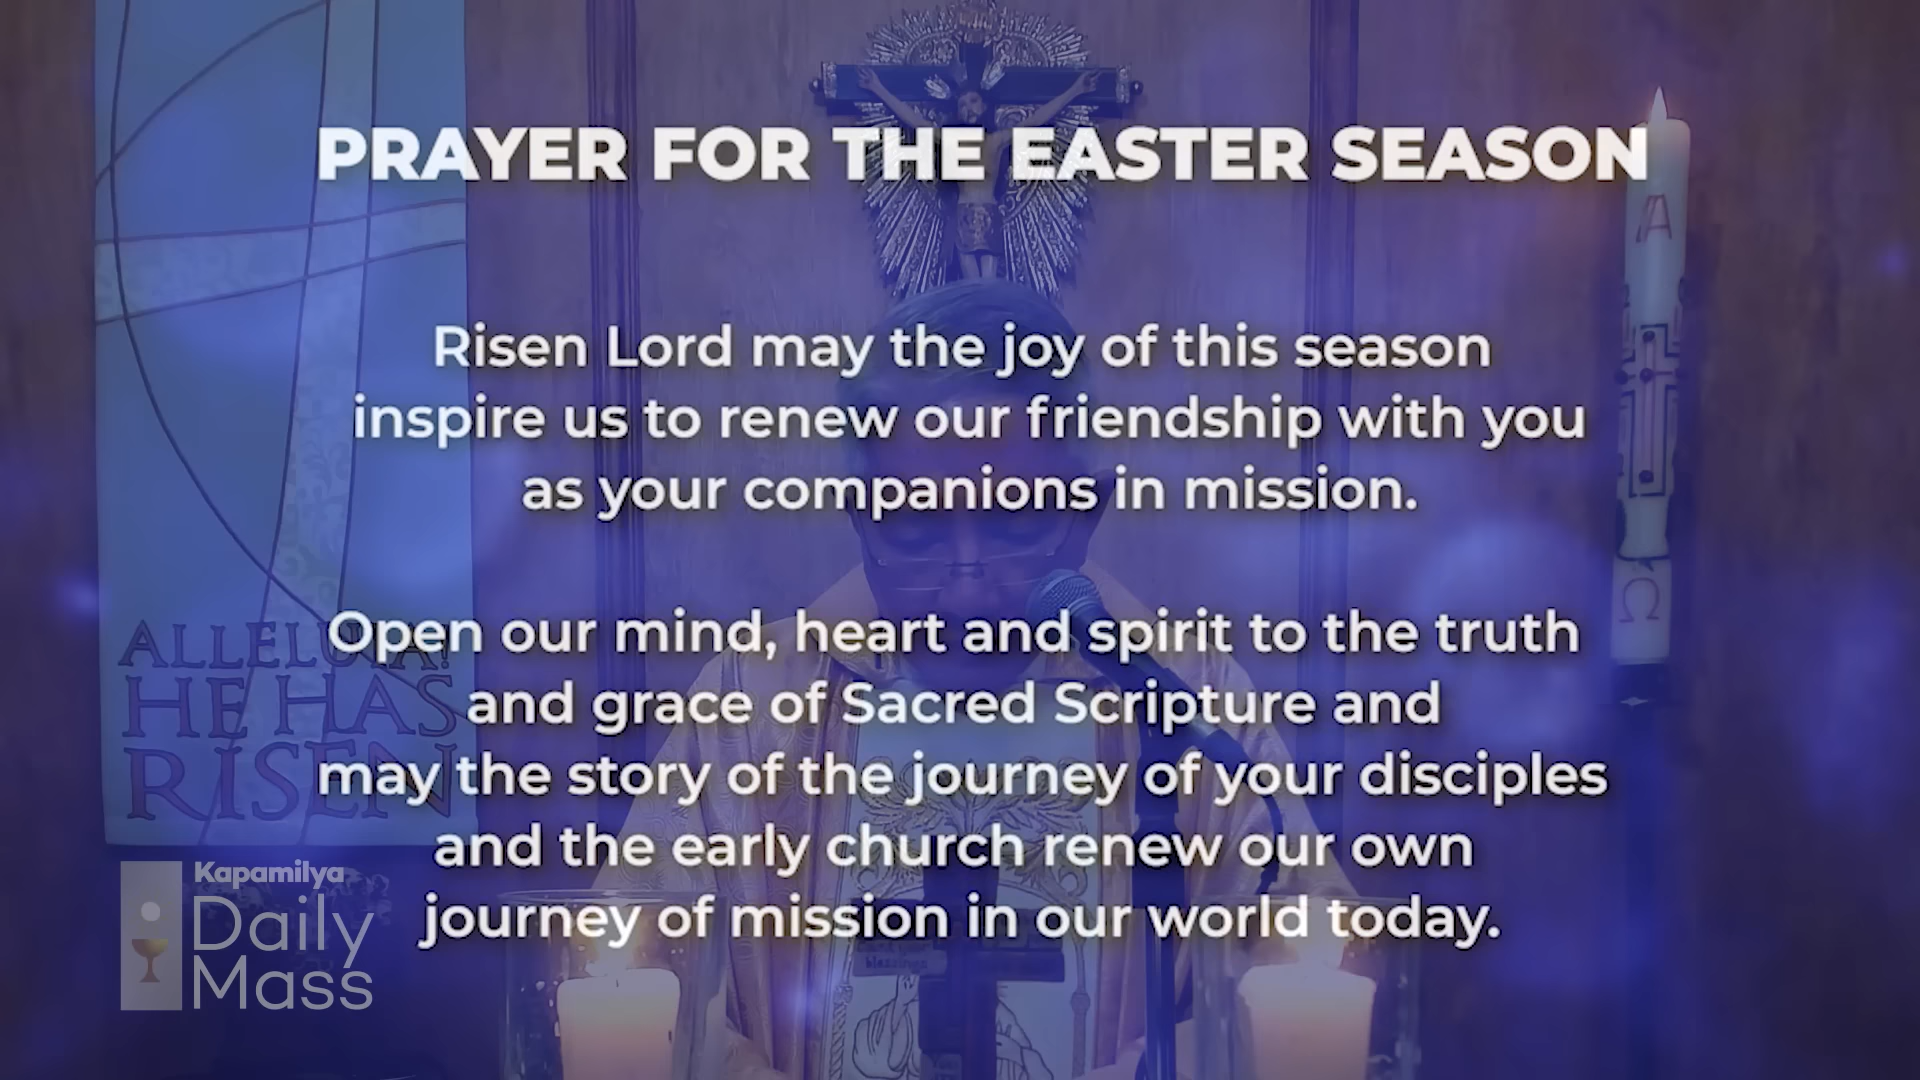 PRAYER FOR THE EASTER SEASON
Risen Lord may the joy of this season
inspire us to renew our friendship with you
as your companions in mission.
Open our mind, heart and spirit to the truth
and grace of Sacred Scripture and
may the story of the journey of your disciples
and the early church renew our own
journey of mission in our world today.
ALLELUIA!
HE HAS
RISEN
Kapamilya
Daily
Mass
Α
Ω
blessings